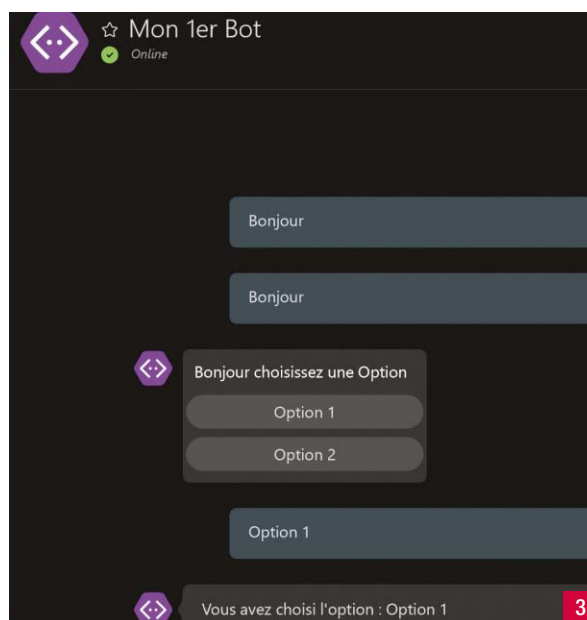 Mon 1er Bot
Online
Bonjour
Bonjour
Bonjour choisissez une Option
Option 1
Option 2
Option 1
Vous avez choisi l'option : Option 1
3